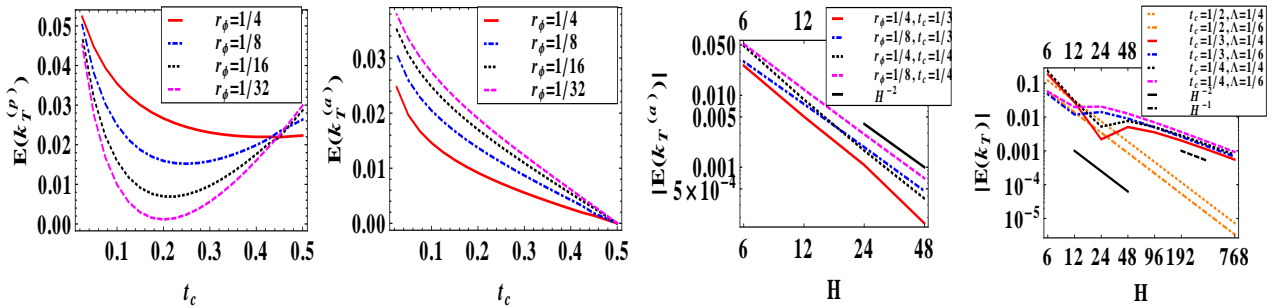 E(k_T^(p))
0.05
0.04
0.03
0.02
0.01
0.00
r_ϕ=1/4
r_ϕ=1/8
r_ϕ=1/16
r_ϕ=1/32
0.1 0.2 0.3 0.4 0.5
t_c
E(k_T^(a))
0.03
0.02
0.01
0.00
r_ϕ=1/4
r_ϕ=1/8
r_ϕ=1/16
r_ϕ=1/32
0.1 0.2 0.3 0.4 0.5
t_c
6 12
|E(k_T^(a))|
0.050
0.010
0.005
0.001
5×10^-4
r_ϕ=1/4, t_c=1/3
r_ϕ=1/8, t_c=1/3
r_ϕ=1/4, t_c=1/4
r_ϕ=1/8, t_c=1/4
H^-2
6 12 24 48
H
6 12 24 48
|E(k_T)|
0.1
0.01
0.001
10^-4
10^-5
t_c=1/2, Λ=1/4
t_c=1/2, Λ=1/6
t_c=1/3, Λ=1/4
t_c=1/3, Λ=1/6
t_c=1/4, Λ=1/4
t_c=1/4, Λ=1/6
H^-2
H^-1
6 12 24 48 96 192 768
H